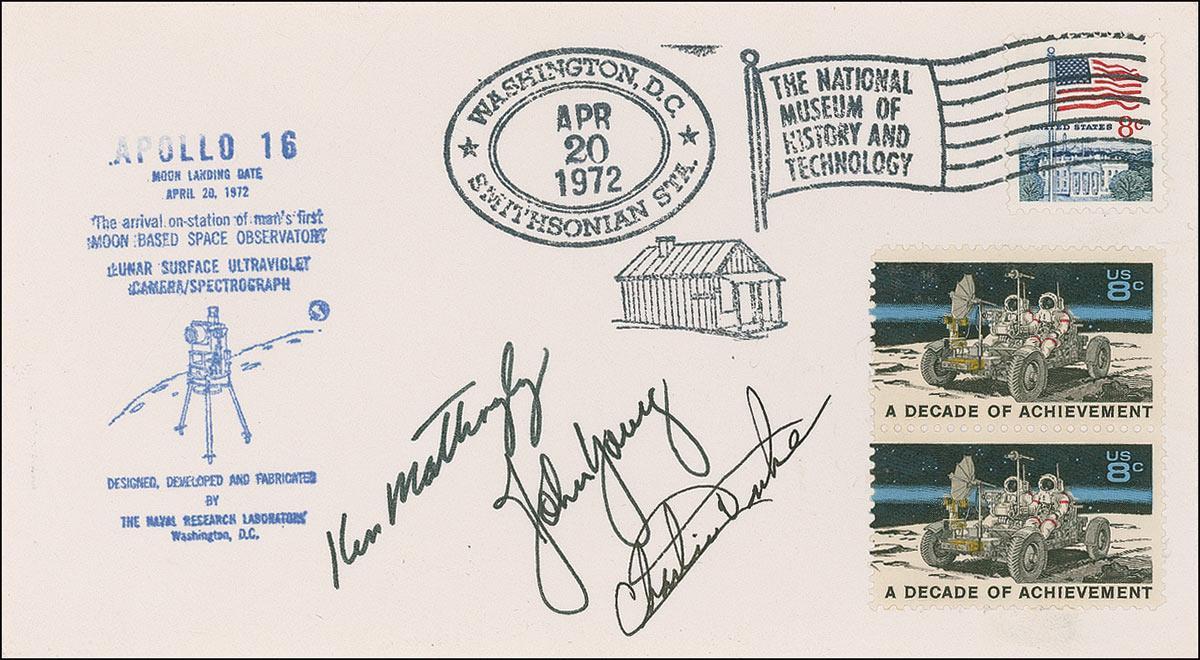 APOLLO 16
MOON LANDING DATE
APRIL 20, 1972
The arrival on-station of man's first
MOON BASED SPACE OBSERVATORY
LUNAR SURFACE ULTRAVIOLET
CAMERA/SPECTROGRAPH
DESIGNED, DEVELOPED AND FABRICATED
BY
THE NAVAL RESEARCH LABORATORY
Washington, D.C.
WASHINGTON, D.C.
APR
20
1972
SMITHSONIAN STA.
THE NATIONAL
MUSEUM OF
HISTORY AND
TECHNOLOGY
UNITED STATES 8c
US
8c
A DECADE OF ACHIEVEMENT
US
8c
A DECADE OF ACHIEVEMENT
Ken Mattingly
John Young
Charlie Duke